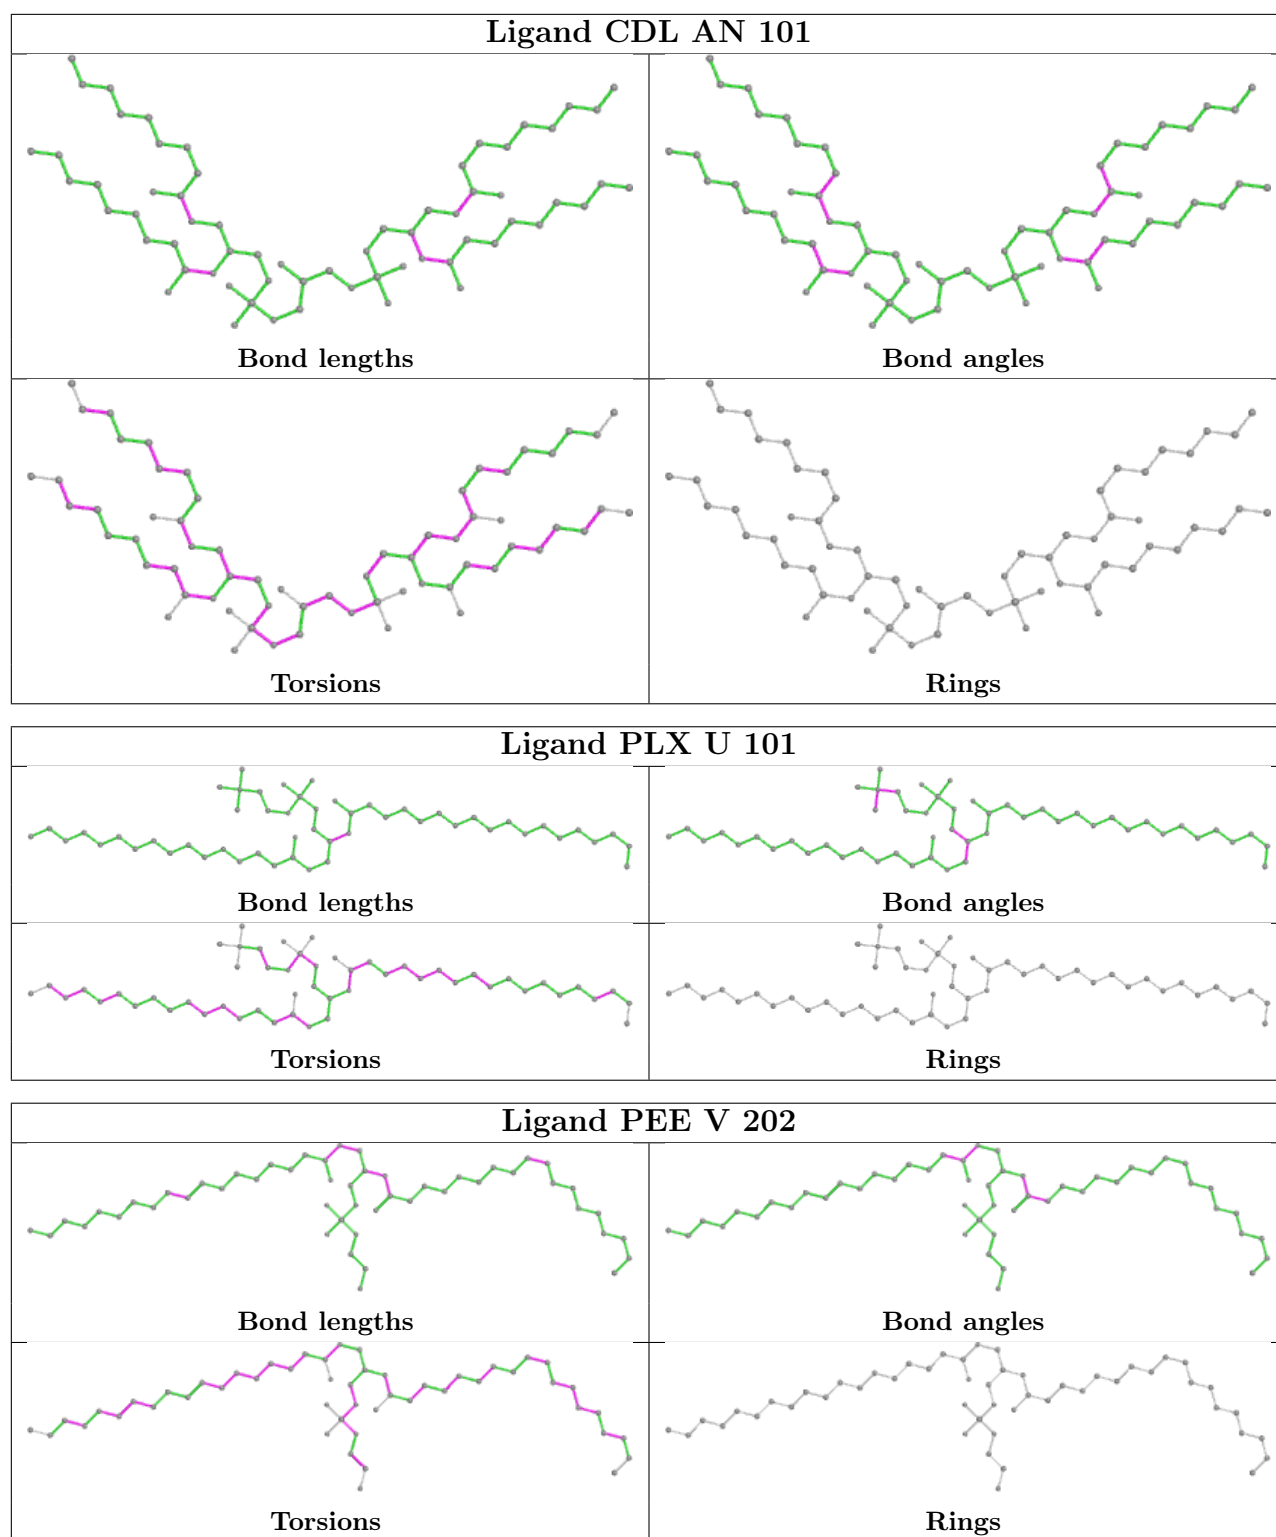 Ligand CDL AN 101
Bond lengths
Bond angles
Torsions
Rings
Ligand PLX U 101
Bond lengths
Bond angles
Torsions
Rings
Ligand PEE V 202
Bond lengths
Bond angles
Torsions
Rings